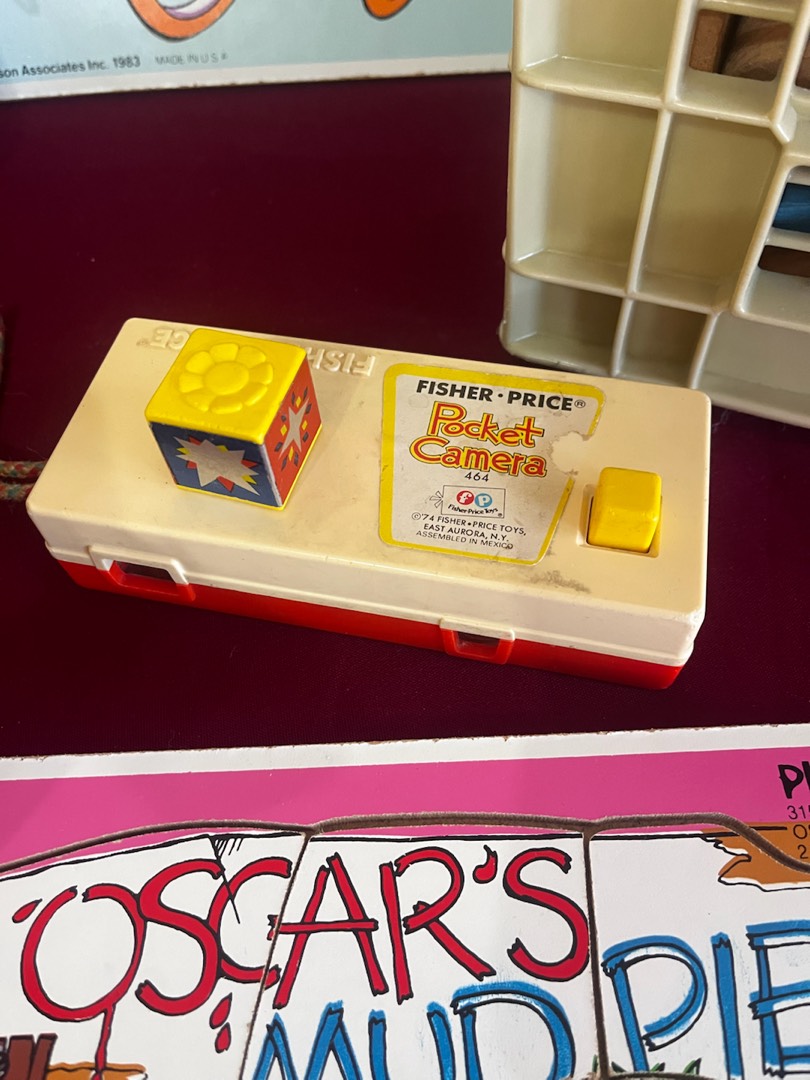 son Associates Inc. 1983 MADE IN U.S.A
FISHER·PRICE®
Pocket
Camera
464
fp
Fisher-Price Toys
©'74 FISHER·PRICE TOYS,
EAST AURORA, N.Y.
ASSEMBLED IN MEXICO
OSCAR'S
MUD PIE